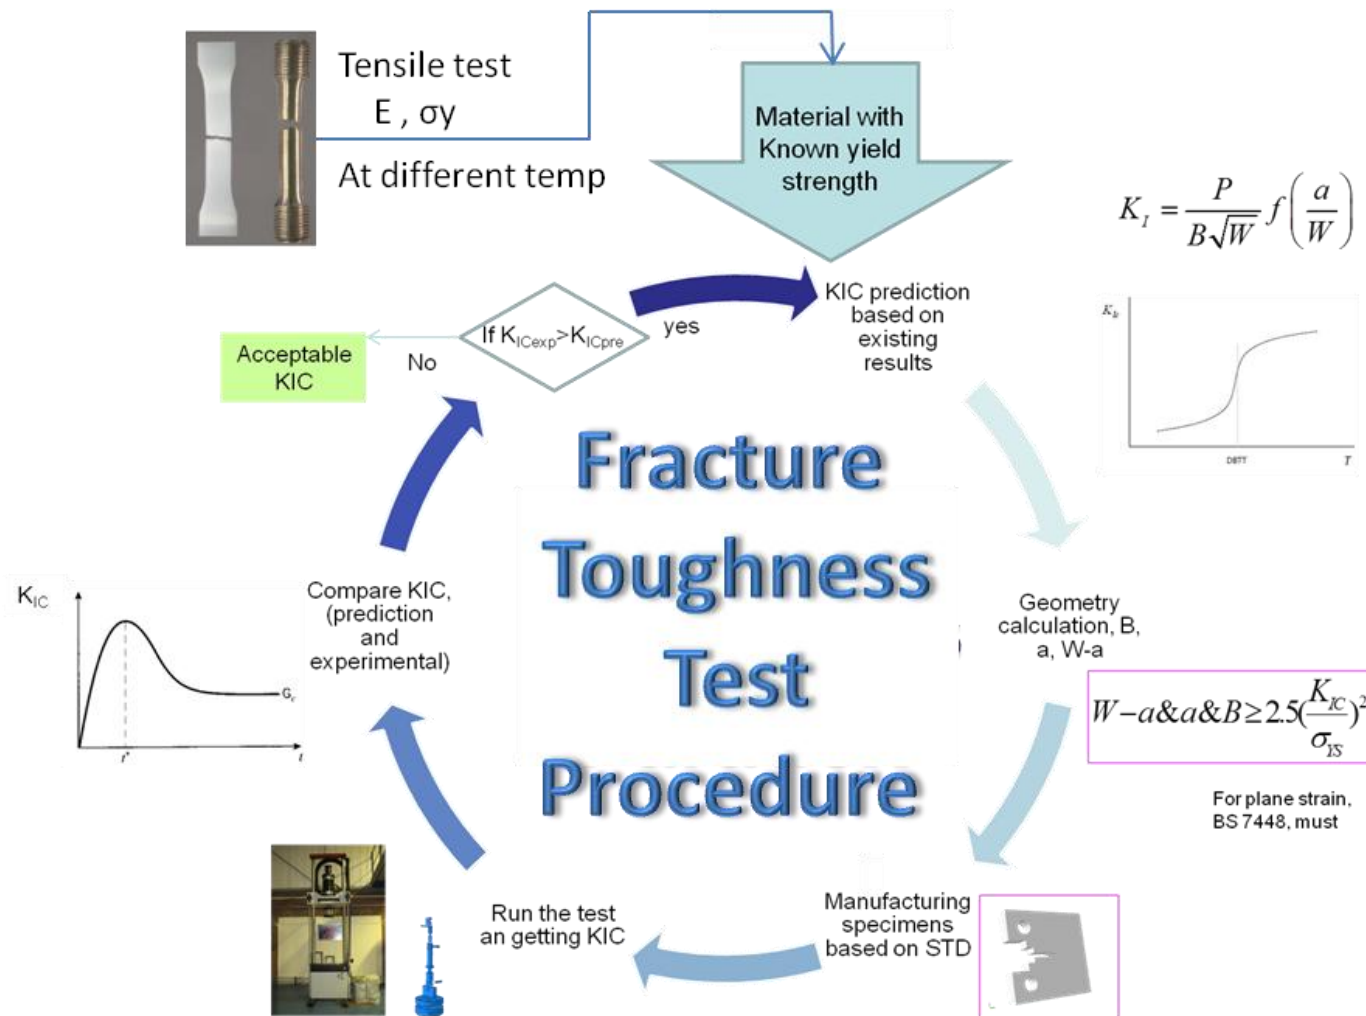 Tensile test
E , σy
At different temp
Material with
Known yield
strength
K_I = P / B√W f(a/W)
KIC prediction
based on
existing
results
If K_ICexp>K_ICpre
yes
No
Acceptable
KIC
K_Ic
DBTT
T
Fracture
Toughness
Test
Procedure
Geometry
calculation, B,
a, W-a
W−a&a&B≥2.5(K_IC/σ_YS)²
For plane strain,
BS 7448, must
Manufacturing
specimens
based on STD
Run the test
an getting KIC
Compare KIC,
(prediction
and
experimental)
K_IC
G_c
t*
t